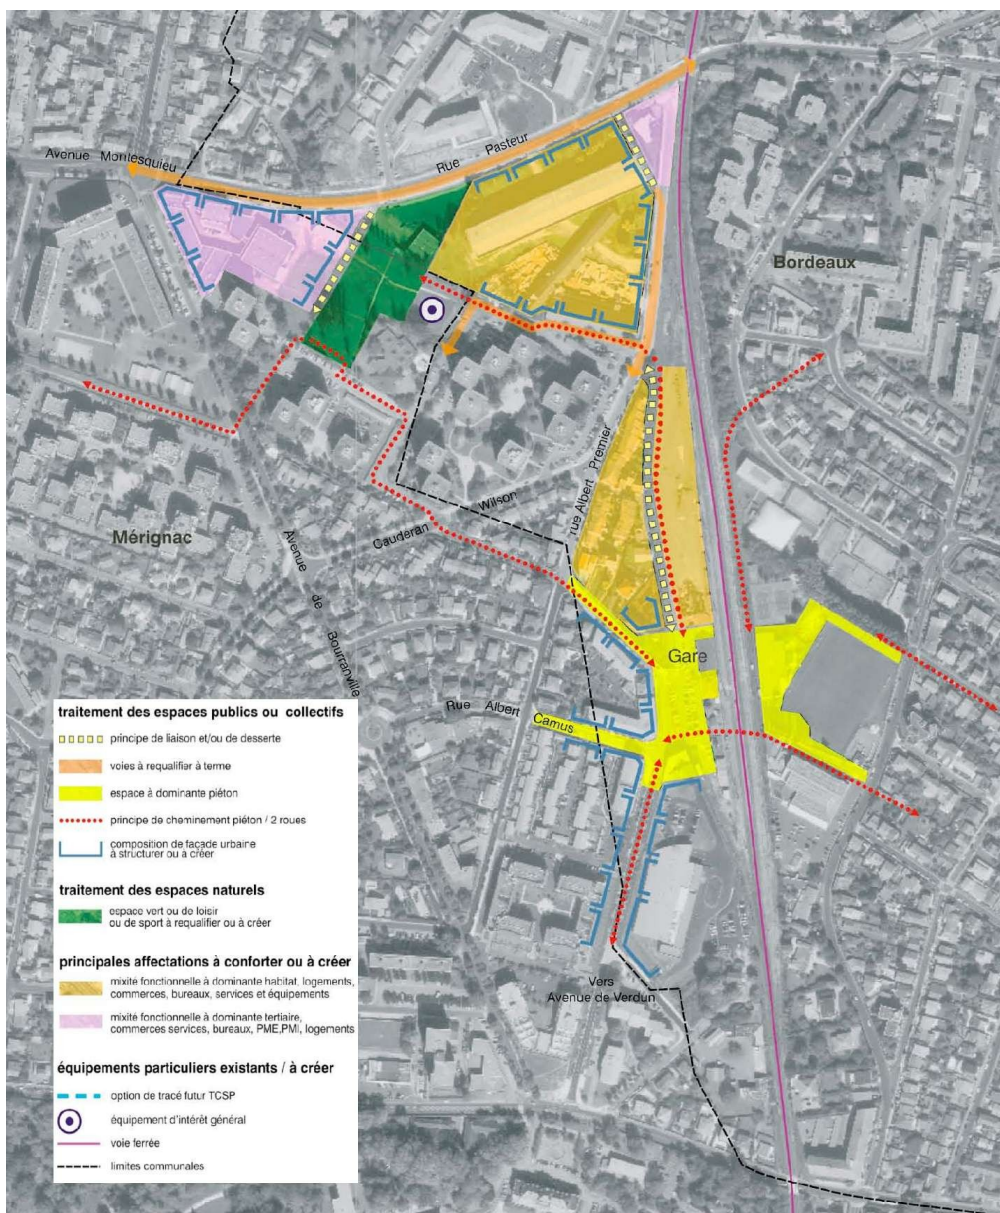 Avenue Montesquieu
Rue Pasteur
Bordeaux
rue Albert Premier
Wilson
Cauderan
Mérignac
Avenue de Bourranville
Gare
Rue Albert Camus
Vers
Avenue de Verdun
traitement des espaces publics ou collectifs
principe de liaison et/ou de desserte
voies à requalifier à terme
espace à dominante piéton
principe de cheminement piéton / 2 roues
composition de façade urbaine
à structurer ou à créer
traitement des espaces naturels
espace vert ou de loisir
ou de sport à requalifier ou à créer
principales affectations à conforter ou à créer
mixité fonctionnelle à dominante habitat, logements,
commerces, bureaux, services et équipements
mixité fonctionnelle à dominante tertiaire,
commerces services, bureaux, PME,PMI, logements
équipements particuliers existants / à créer
option de tracé futur TCSP
équipement d'intérêt général
voie ferrée
limites communales